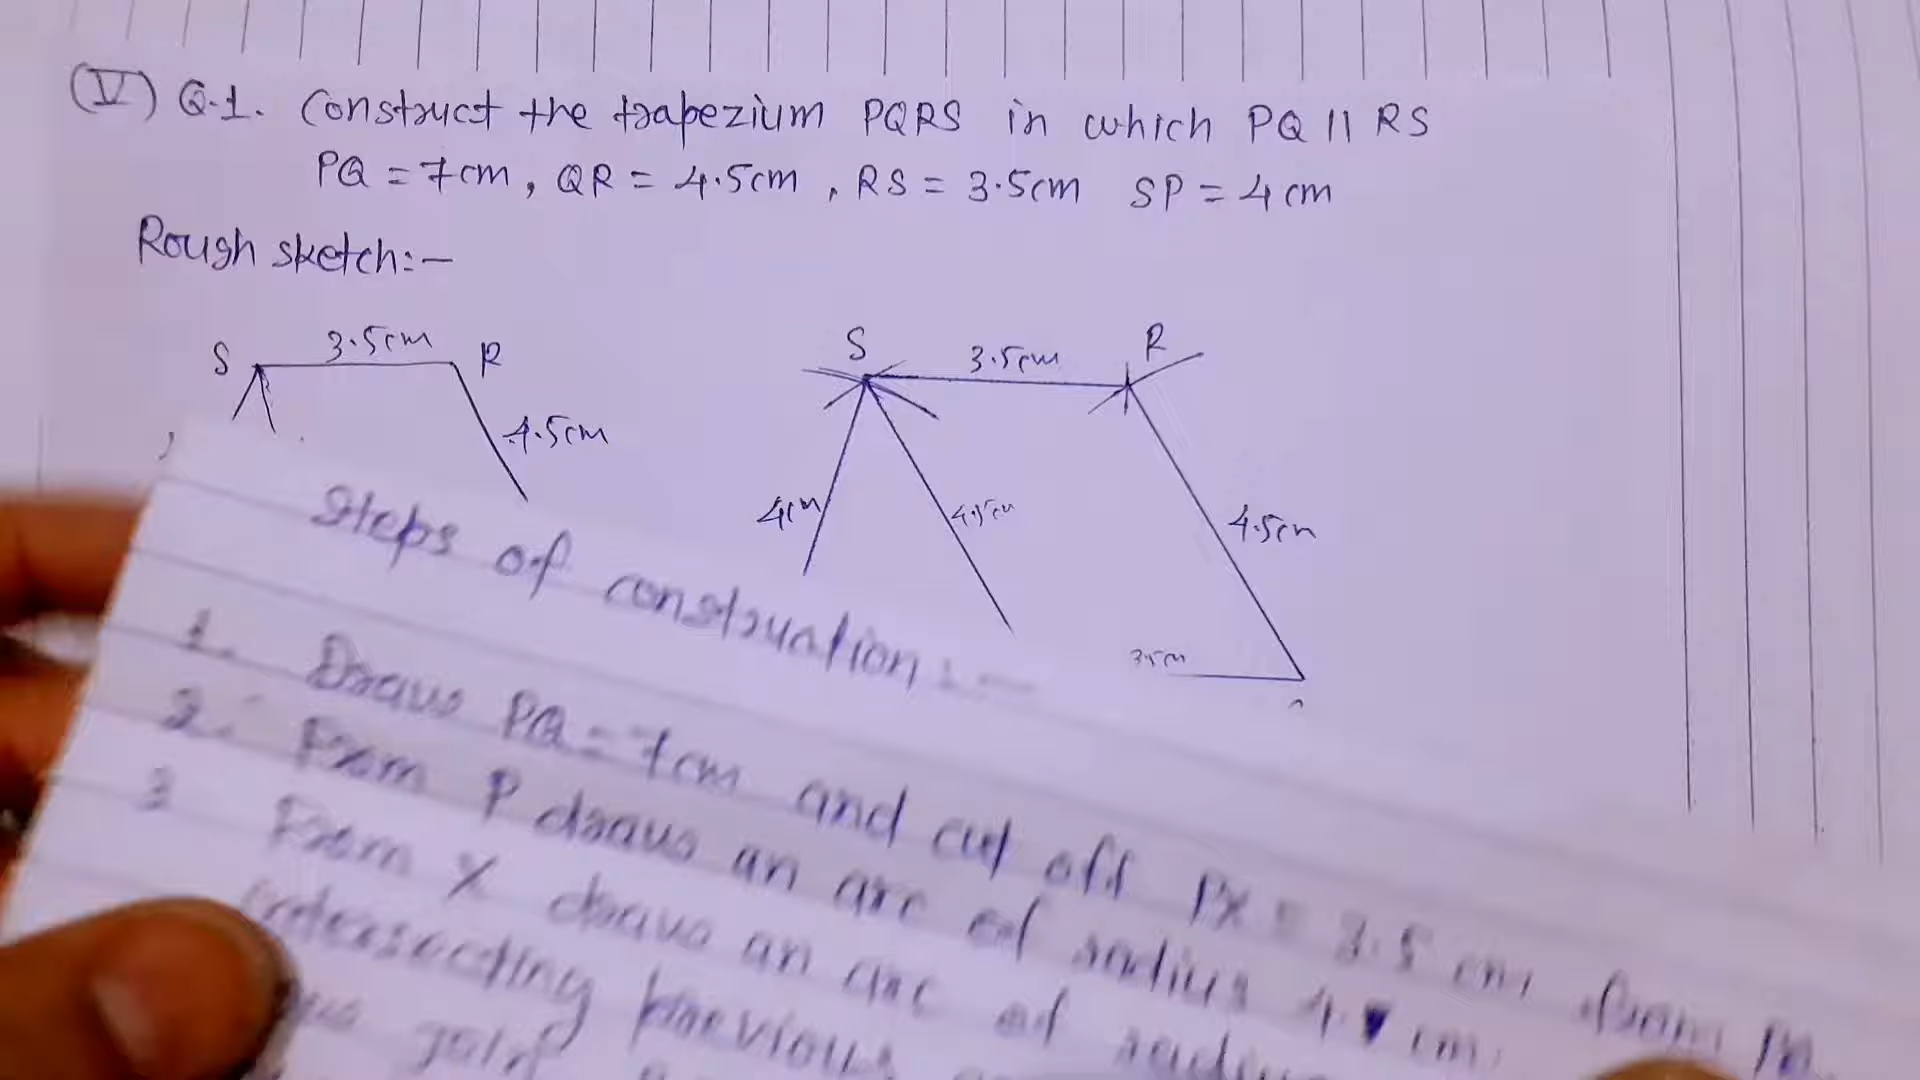 (V) Q.1. Construct the trapezium PQRS in which PQ || RS
PQ = 7cm, QR = 4.5cm, RS = 3.5cm SP = 4cm
Rough sketch:-
S 3.5cm R
4.5cm
S 3.5cm R
4cm
4.5cm
4.5cm
3.5cm
Steps of construation:-
1. Draw PQ = 7cm and cut off PX = 3.5 cm from
2. From P draw an arc of radius 4 cm.
3 From X draw an arc of radius
intersecting previous
join